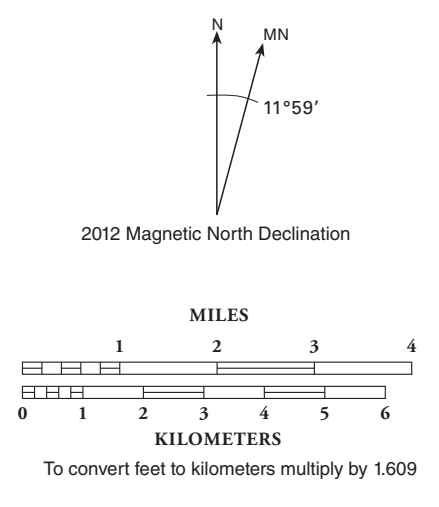 N
MN
11°59′
2012 Magnetic North Declination
MILES
1 2 3 4
0 1 2 3 4 5 6
KILOMETERS
To convert feet to kilometers multiply by 1.609